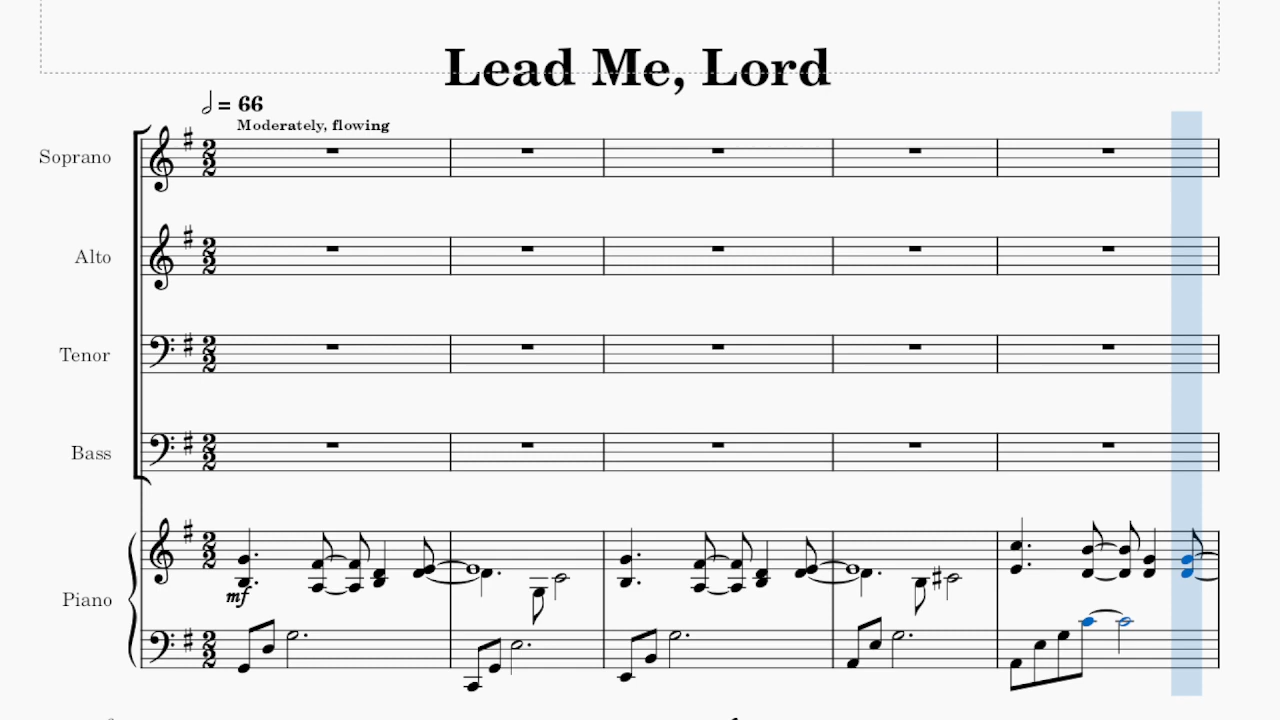 Lead Me, Lord
= 66
Moderately, flowing
Soprano
Alto
Tenor
Bass
Piano
mf